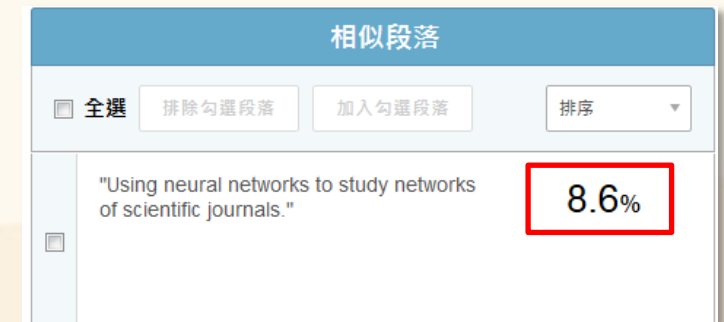 相似段落
全選 排除勾選段落 加入勾選段落 排序
"Using neural networks to study networks 8.6%
of scientific journals."